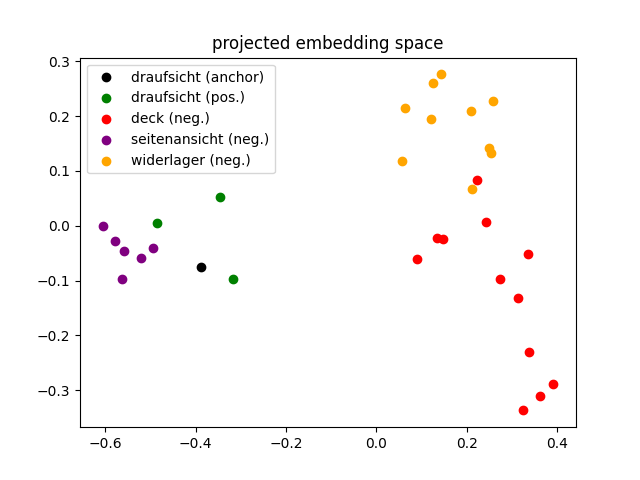 projected embedding space
draufsicht (anchor)
draufsicht (pos.)
deck (neg.)
seitenansicht (neg.)
widerlager (neg.)
0.3
0.2
0.1
0.0
−0.1
−0.2
−0.3
−0.6 −0.4 −0.2 0.0 0.2 0.4